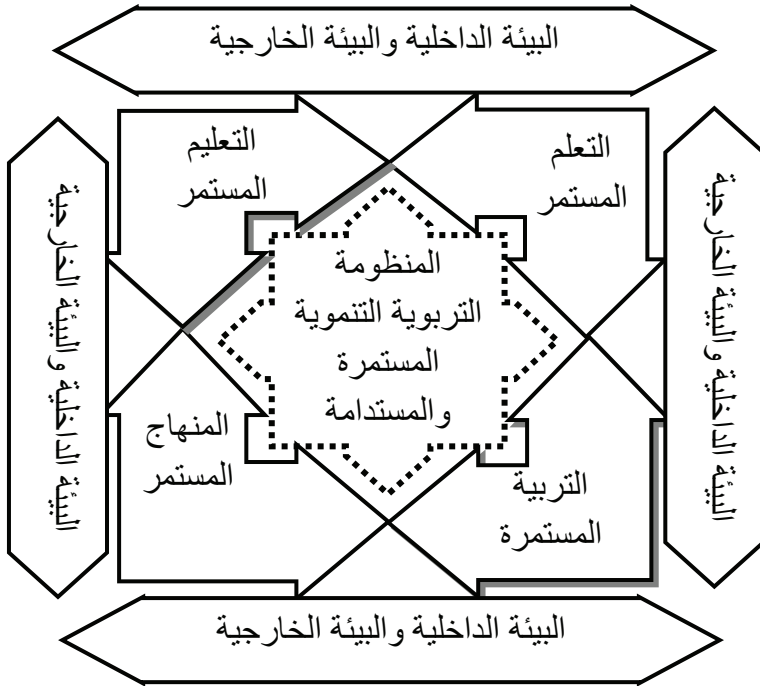 البيئة الداخلية والبيئة الخارجية
التعلم
المستمر
التعليم
المستمر
البيئة الداخلية والبيئة الخارجية
المنظومة
التربوية التنموية
المستمرة
والمستدامة
البيئة الداخلية والبيئة الخارجية
التربية
المستمرة
المنهاج
المستمر
البيئة الداخلية والبيئة الخارجية